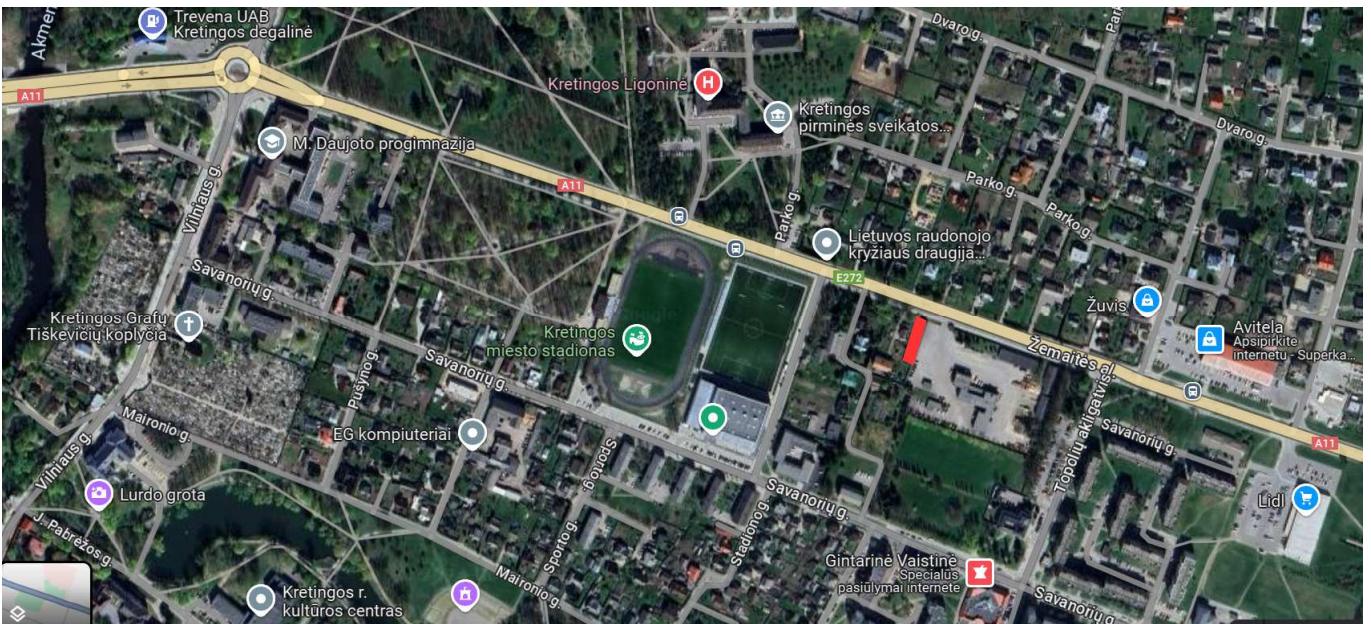 Akmen
Trevena UAB
Kretingos degalinė
A11
M. Daujoto progimnazija
Vilniaus g.
Kretingos Ligoninė
Kretingos
pirminės sveikatos...
Dvaro g.
Par
Dvaro g.
Parko g.
Parko g.
Parko g.
A11
Lietuvos raudonojo
kryžiaus draugija...
E272
Savanorių g.
Kretingos Grafų
Tiškevičių koplyčia
Kretingos
miesto stadionas
Žuvis
Avitela
Apsipirkite
internetu - Superka...
Žemaitės al.
Pušyno g.
Savanorių g.
Maironio g.
EG kompiuteriai
Topolių akligatvis
Savanorių g.
A11
Vilniaus g.
Lurdo grota
Sporto g.
Savanorių g.
Lidl
J. Pabrėžos g.
Sporto g.
Stadiono g.
Maironio g.
Gintarinė Vaistinė
Specialūs
pasiūlymai internete
Kretingos r.
kultūros centras
Savanorių g.